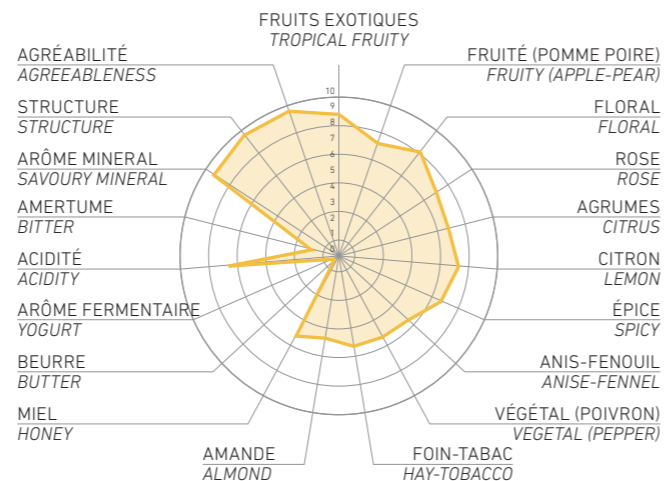 FRUITS EXOTIQUES
TROPICAL FRUITY
AGRÉABILITÉ
AGREEABLENESS
FRUITÉ (POMME POIRE)
FRUITY (APPLE-PEAR)
STRUCTURE
STRUCTURE
FLORAL
FLORAL
ARÔME MINERAL
SAVOURY MINERAL
ROSE
ROSE
AMERTUME
BITTER
AGRUMES
CITRUS
ACIDITÉ
ACIDITY
CITRON
LEMON
ARÔME FERMENTAIRE
YOGURT
ÉPICE
SPICY
BEURRE
BUTTER
ANIS-FENOUIL
ANISE-FENNEL
MIEL
HONEY
VÉGÉTAL (POIVRON)
VEGETAL (PEPPER)
AMANDE
ALMOND
FOIN-TABAC
HAY-TOBACCO
10
9
8
7
6
5
4
3
2
1
0